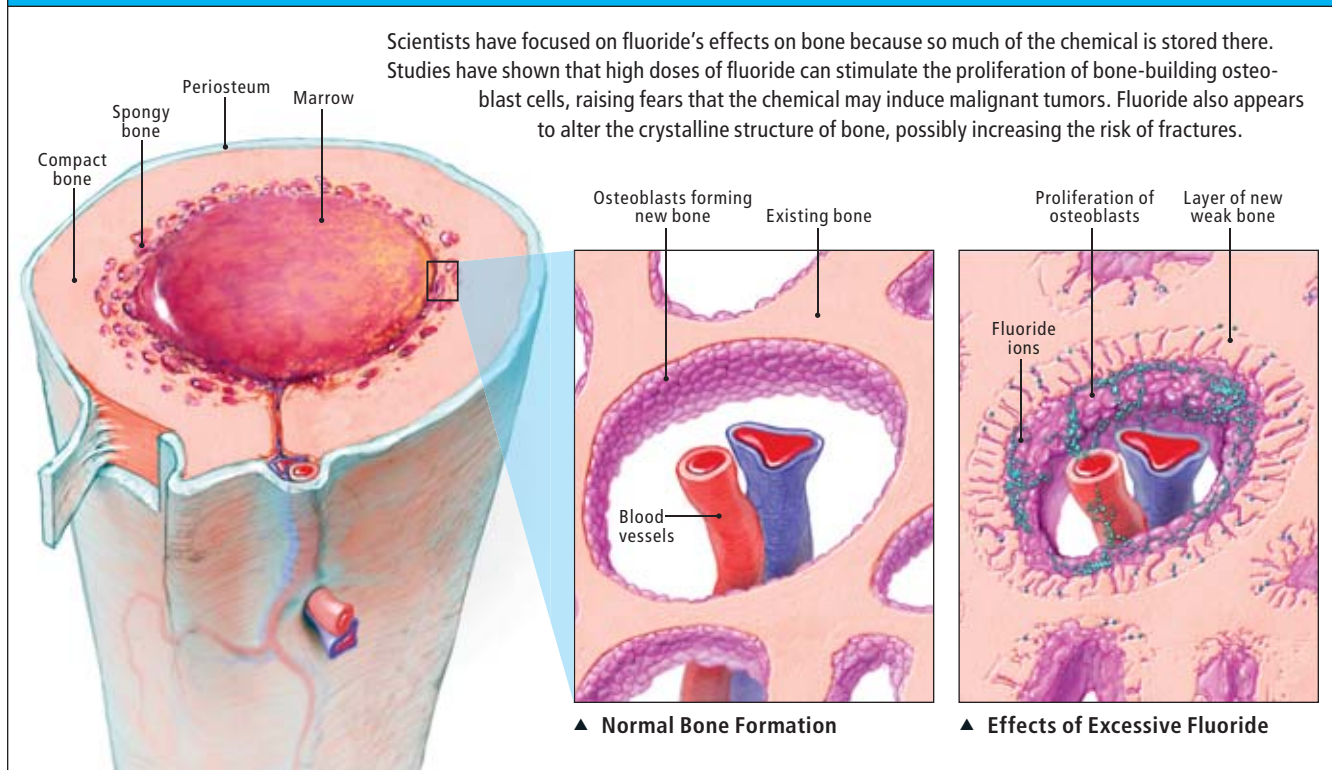 Scientists have focused on fluoride's effects on bone because so much of the chemical is stored there.
Studies have shown that high doses of fluoride can stimulate the proliferation of bone-building osteo-
blast cells, raising fears that the chemical may induce malignant tumors. Fluoride also appears
to alter the crystalline structure of bone, possibly increasing the risk of fractures.
Periosteum
Marrow
Spongy
bone
Compact
bone
Osteoblasts forming
new bone
Existing bone
Blood
vessels
▲ Normal Bone Formation
Proliferation of
osteoblasts
Layer of new
weak bone
Fluoride
ions
▲ Effects of Excessive Fluoride